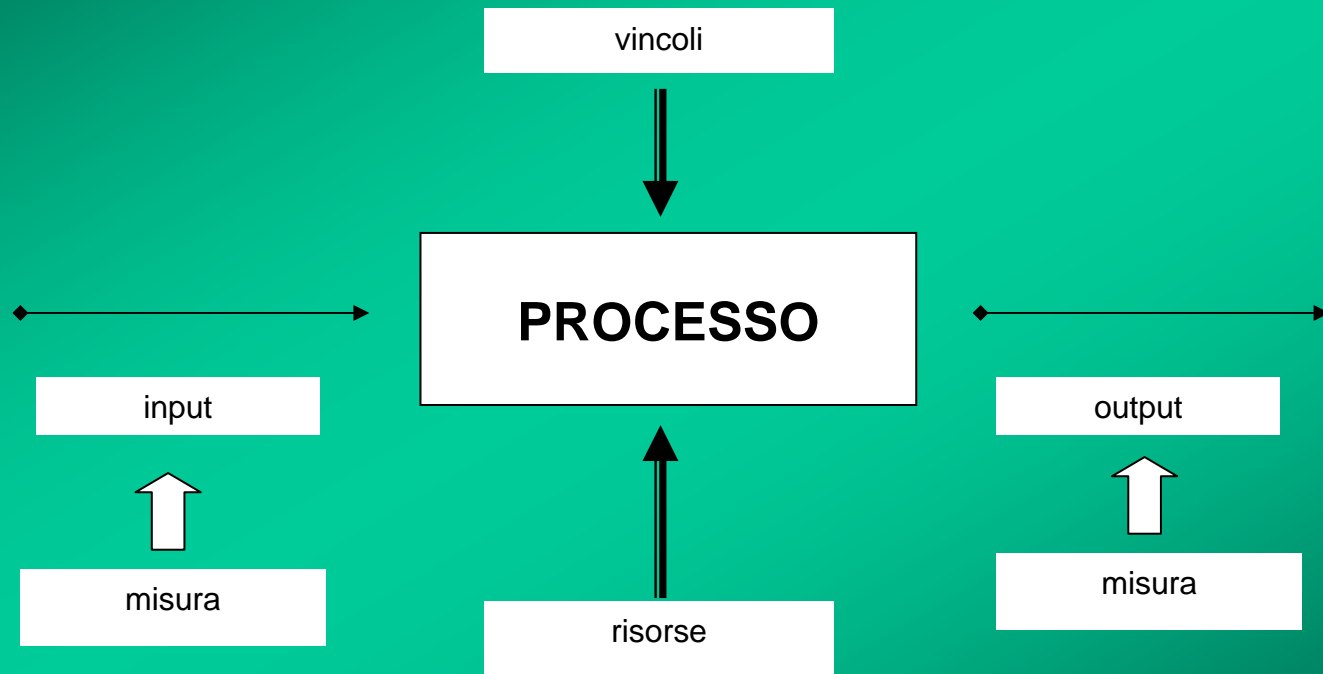 vincoli
PROCESSO
input
output
misura
misura
risorse